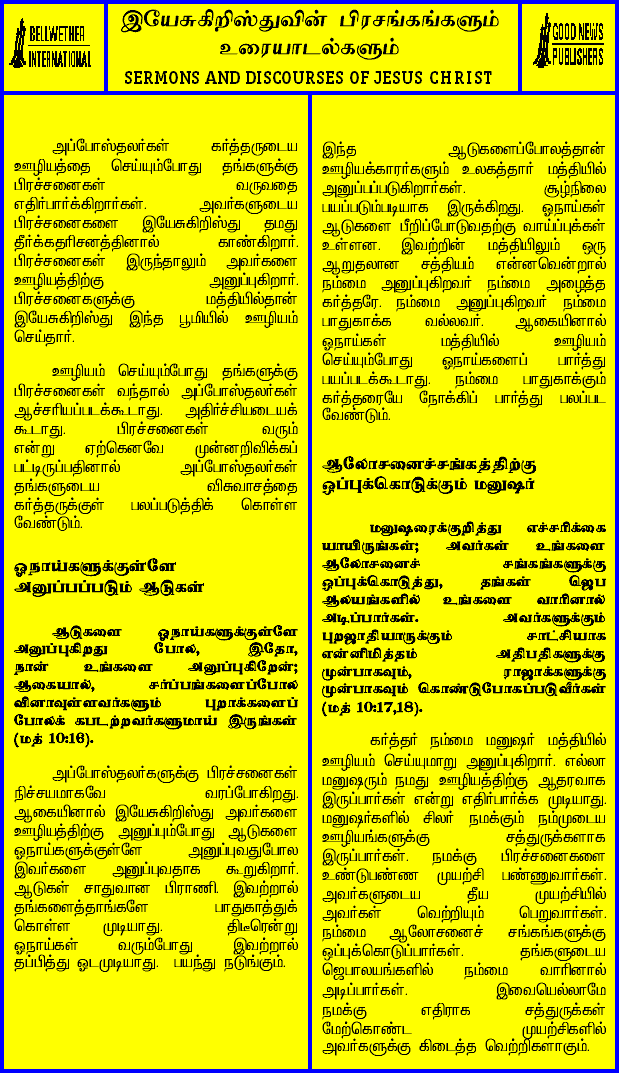 BELLWETHER
INTERNATIONAL
இயேசுகிறிஸ்துவின் பிரசங்கங்களும்
உரையாடல்களும்
SERMONS AND DISCOURSES OF JESUS CHRIST
GOOD NEWS
PUBLISHERS
அப்போஸ்தலர்கள் கர்த்தருடைய
ஊழியத்தை செய்யும்போது தங்களுக்கு
பிரச்சனைகள் வருவதை
எதிர்பார்க்கிறார்கள். அவர்களுடைய
பிரச்சனைகளை இயேசுகிறிஸ்து தமது
தீர்க்கதரிசனத்தினால் காண்கிறார்.
பிரச்சனைகள் இருந்தாலும் அவர்களை
ஊழியத்திற்கு அனுப்புகிறார்.
பிரச்சனைகளுக்கு மத்தியில்தான்
இயேசுகிறிஸ்து இந்த பூமியில் ஊழியம்
செய்தார்.
ஊழியம் செய்யும்போது தங்களுக்கு
பிரச்சனைகள் வந்தால் அப்போஸ்தலர்கள்
ஆச்சரியப்படக்கூடாது. அதிர்ச்சியடையக்
கூடாது. பிரச்சனைகள் வரும்
என்று ஏற்கெனவே முன்னறிவிக்கப்
பட்டிருப்பதினால் அப்போஸ்தலர்கள்
தங்களுடைய விசுவாசத்தை
கர்த்தருக்குள் பலப்படுத்திக் கொள்ள
வேண்டும்.
ஓநாய்களுக்குள்ளே
அனுப்பப்படும் ஆடுகள்
ஆடுகளை ஓநாய்களுக்குள்ளே
அனுப்புகிறது போல, இதோ,
நான் உங்களை அனுப்புகிறேன்;
ஆகையால், சர்ப்பங்களைப்போல
வினாவுள்ளவர்களும் புறாக்களைப்
போலக் கபடற்றவர்களுமாய் இருங்கள்
(மத் 10:16).
அப்போஸ்தலர்களுக்கு பிரச்சனைகள்
நிச்சயமாகவே வரப்போகிறது.
ஆகையினால் இயேசுகிறிஸ்து அவர்களை
ஊழியத்திற்கு அனுப்பும்போது ஆடுகளை
ஓநாய்களுக்குள்ளே அனுப்புவதுபோல
இவர்களை அனுப்புவதாக கூறுகிறார்.
ஆடுகள் சாதுவான பிராணி. இவற்றால்
தங்களைத்தாங்களே பாதுகாத்துக்
கொள்ள முடியாது. திடீரென்று
ஓநாய்கள் வரும்போது இவற்றால்
தப்பித்து ஓடமுடியாது. பயந்து நடுங்கும்.
இந்த ஆடுகளைப்போலத்தான்
ஊழியக்காரர்களும் உலகத்தார் மத்தியில்
அனுப்பப்படுகிறார்கள். சூழ்நிலை
பயப்படும்படியாக இருக்கிறது. ஓநாய்கள்
ஆடுகளை பீறிப்போடுவதற்கு வாய்ப்புக்கள்
உள்ளன. இவற்றின் மத்தியிலும் ஒரு
ஆறுதலான சத்தியம் என்னவென்றால்
நம்மை அனுப்புகிறவர் நம்மை அழைத்த
கர்த்தரே. நம்மை அனுப்புகிறவர் நம்மை
பாதுகாக்க வல்லவர். ஆகையினால்
ஓநாய்கள் மத்தியில் ஊழியம்
செய்யும்போது ஓநாய்களைப் பார்த்து
பயப்படக்கூடாது. நம்மை பாதுகாக்கும்
கர்த்தரையே நோக்கிப் பார்த்து பலப்பட
வேண்டும்.
ஆலோசனைச்சங்கத்திற்கு
ஒப்புக்கொடுக்கும் மனுஷர்
மனுஷரைக்குறித்து எச்சரிக்கை
யாயிருங்கள்; அவர்கள் உங்களை
ஆலோசனைச் சங்கங்களுக்கு
ஒப்புக்கொடுத்து, தங்கள் ஜெப
ஆலயங்களில் உங்களை வாரினால்
அடிப்பார்கள். அவர்களுக்கும்
புறஜாதியாருக்கும் சாட்சியாக
என்னிமித்தம் அதிபதிகளுக்கு
முன்பாகவும், ராஜாக்களுக்கு
முன்பாகவும் கொண்டுபோகப்படுவீர்கள்
(மத் 10:17,18).
கர்த்தர் நம்மை மனுஷர் மத்தியில்
ஊழியம் செய்யுமாறு அனுப்புகிறார். எல்லா
மனுஷரும் நமது ஊழியத்திற்கு ஆதரவாக
இருப்பார்கள் என்று எதிர்பார்க்க முடியாது.
மனுஷர்களில் சிலர் நமக்கும் நம்முடைய
ஊழியங்களுக்கு சத்துருக்களாக
இருப்பார்கள். நமக்கு பிரச்சனைகளை
உண்டுபண்ண முயற்சி பண்ணுவார்கள்.
அவர்களுடைய தீய முயற்சியில்
அவர்கள் வெற்றியும் பெறுவார்கள்.
நம்மை ஆலோசனைச் சங்கங்களுக்கு
ஒப்புக்கொடுப்பார்கள். தங்களுடைய
ஜெபாலயங்களில் நம்மை வாரினால்
அடிப்பார்கள். இவையெல்லாமே
நமக்கு எதிராக சத்துருக்கள்
மேற்கொண்ட முயற்சிகளில்
அவர்களுக்கு கிடைத்த வெற்றிகளாகும்.